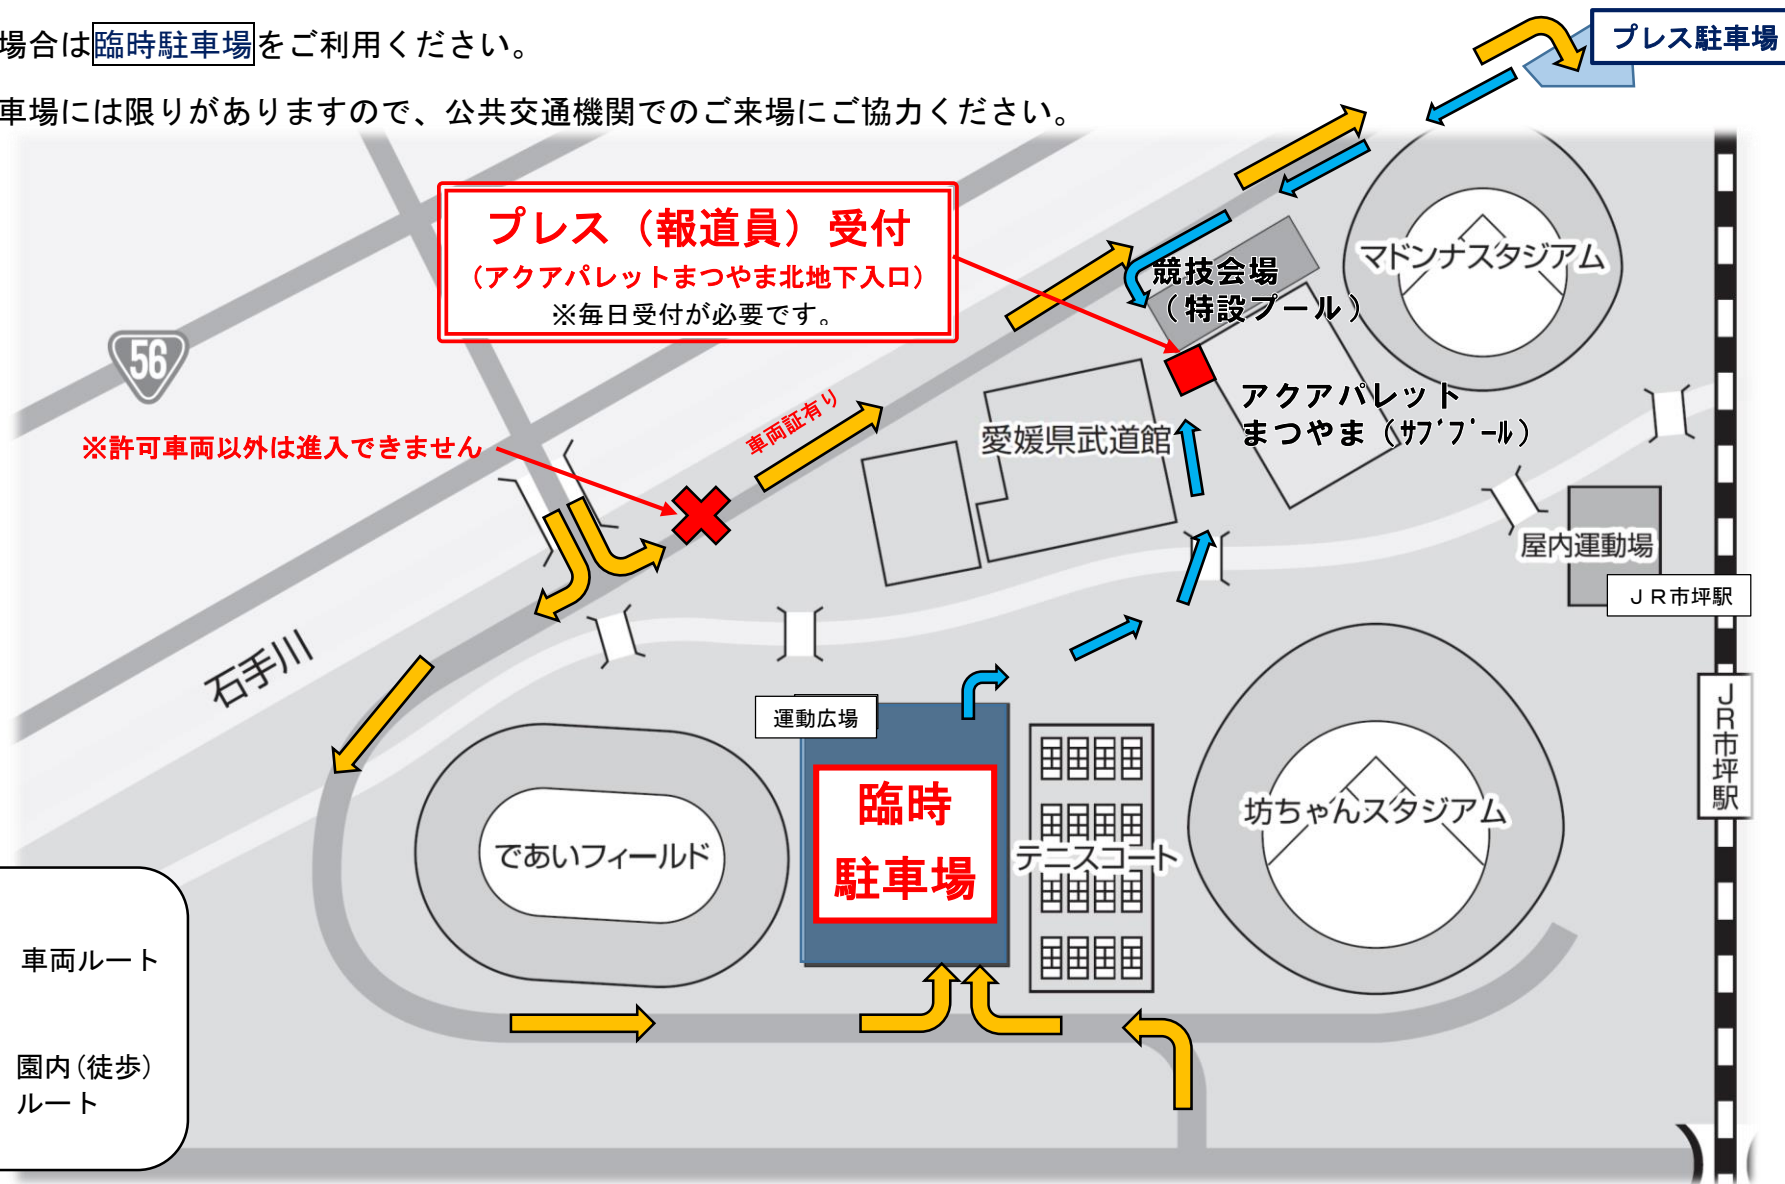 場合は臨時駐車場をご利用ください。
プレス駐車場
車場には限りがありますので、公共交通機関でのご来場にご協力ください。
プレス（報道員）受付
（アクアパレットまつやま北地下入口）
※毎日受付が必要です。
マドンナスタジアム
競技会場
（特設プール）
56
アクアパレット
まつやま（ｻﾌﾞﾌﾟｰﾙ）
車両証有り
愛媛県武道館
※許可車両以外は進入できません
屋内運動場
ＪＲ市坪駅
石手川
運動広場
JR市坪駅
臨時
駐車場
坊ちゃんスタジアム
であいフィールド
テニスコート
車両ルート
園内(徒歩)
ルート